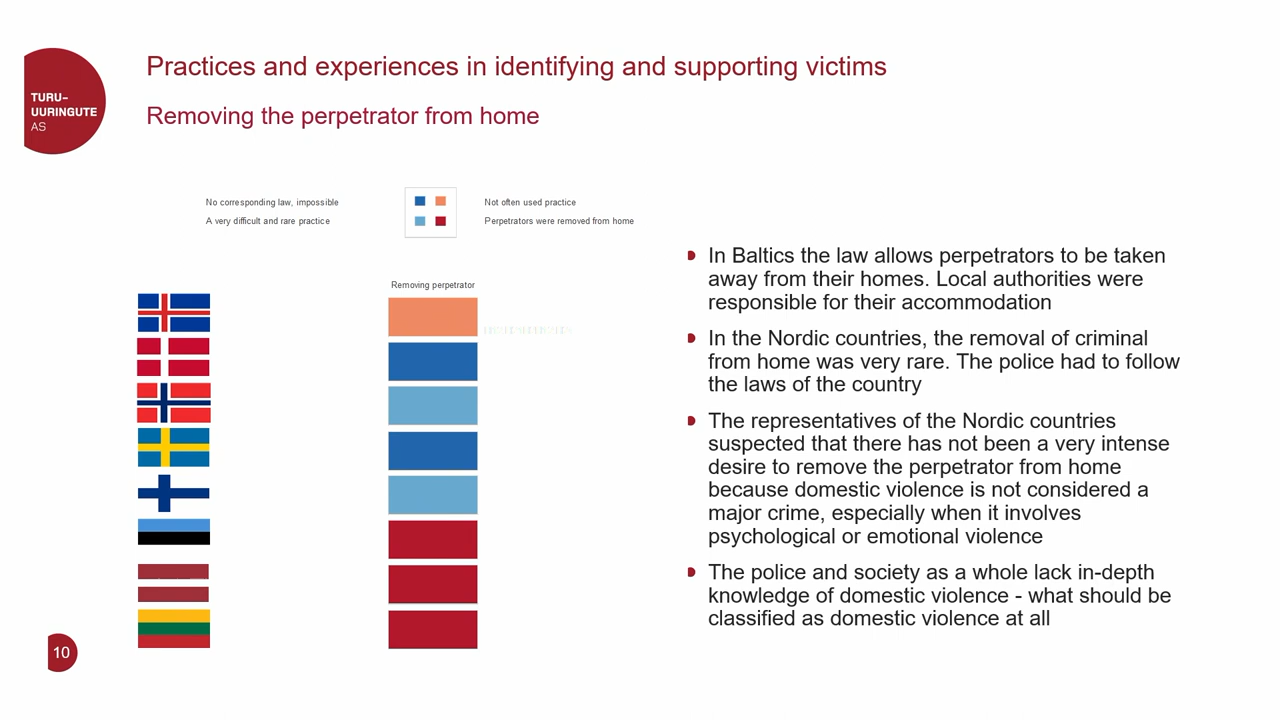 Practices and experiences in identifying and supporting victims
TURU-
UURINGUTE
AS
Removing the perpetrator from home
No corresponding law, impossible
Not often used practice
A very difficult and rare practice
Perpetrators were removed from home
Removing perpetrator
In Baltics the law allows perpetrators to be taken
away from their homes. Local authorities were
responsible for their accommodation
In the Nordic countries, the removal of criminal
from home was very rare. The police had to follow
the laws of the country
The representatives of the Nordic countries
suspected that there has not been a very intense
desire to remove the perpetrator from home
because domestic violence is not considered a
major crime, especially when it involves
psychological or emotional violence
The police and society as a whole lack in-depth
knowledge of domestic violence - what should be
classified as domestic violence at all
10